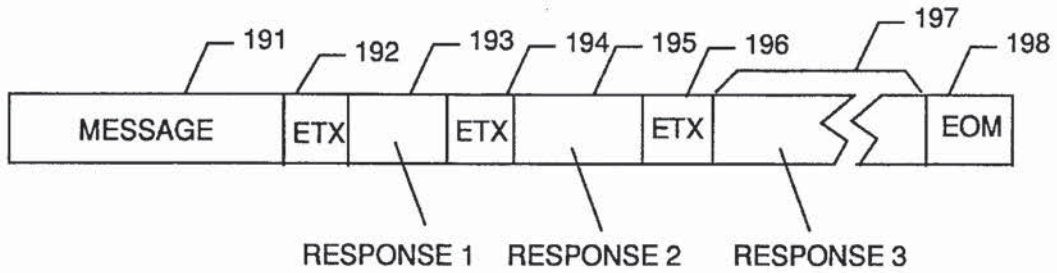 191 192 193 194 195 196 197 198
MESSAGE ETX ETX ETX EOM
RESPONSE 1 RESPONSE 2 RESPONSE 3